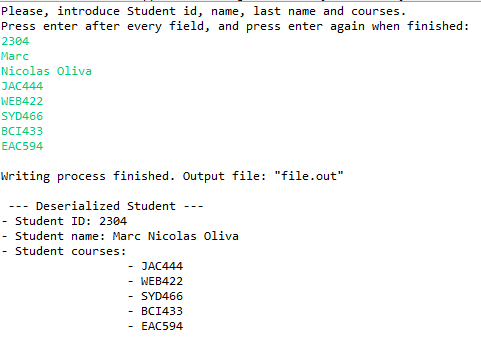 Please, introduce Student id, name, last name and courses.
Press enter after every field, and press enter again when finished:
2304
Marc
Nicolas Oliva
JAC444
WEB422
SYD466
BCI433
EAC594
Writing process finished. Output file: "file.out"
--- Deserialized Student ---
- Student ID: 2304
- Student name: Marc Nicolas Oliva
- Student courses:
- JAC444
- WEB422
- SYD466
- BCI433
- EAC594